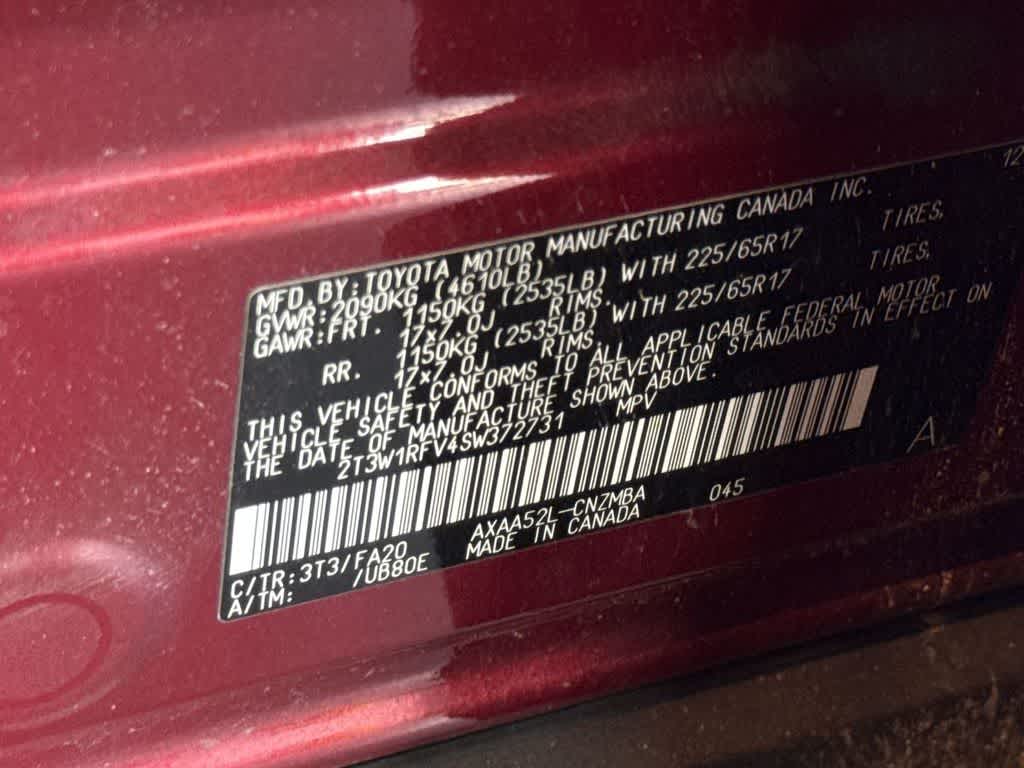 12
MFD.BY:TOYOTA MOTOR MANUFACTURING CANADA INC.
GVWR:2090KG (4610LB)
GAWR:FRT. 1150KG (2535LB) WITH 225/65R17 TIRES,
17x7.0J RIMS.
RR. 1150KG (2535LB) WITH 225/65R17 TIRES,
17x7.0J RIMS.
THIS VEHICLE CONFORMS TO ALL APPLICABLE FEDERAL MOTOR
VEHICLE SAFETY AND THEFT PREVENTION STANDARDS IN EFFECT ON
THE DATE OF MANUFACTURE SHOWN ABOVE.
2T3W1RFV4SW372731 MPV
A
C/TR:3T3/FA20 AXAA52L-CNZMBA 045
A/TM: /UB80E MADE IN CANADA